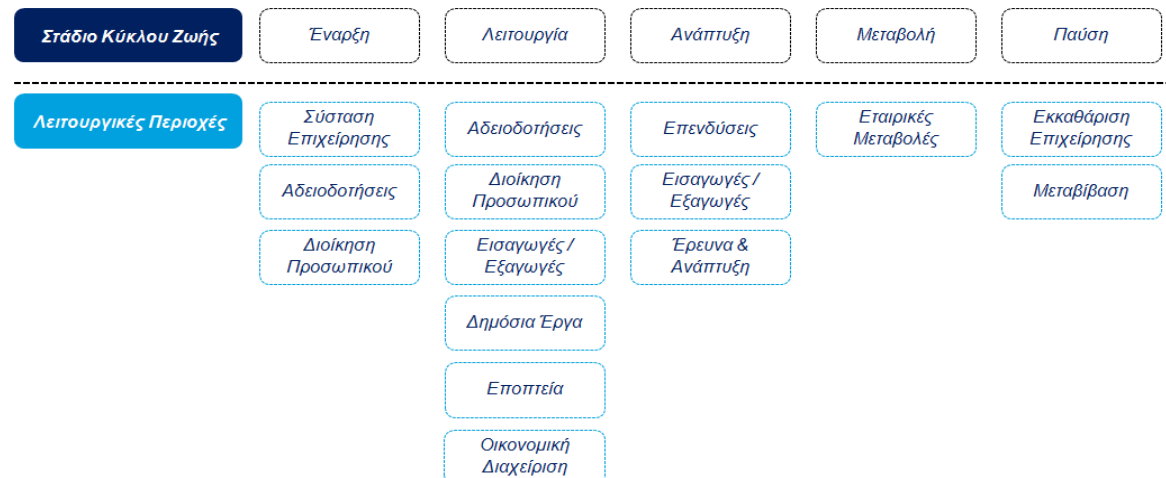 Στάδιο Κύκλου Ζωής
Έναρξη
Λειτουργία
Ανάπτυξη
Μεταβολή
Παύση
Λειτουργικές Περιοχές
Σύσταση
Επιχείρησης
Αδειοδοτήσεις
Επενδύσεις
Εταιρικές
Μεταβολές
Εκκαθάριση
Επιχείρησης
Αδειοδοτήσεις
Διοίκηση
Προσωπικού
Εισαγωγές /
Εξαγωγές
Μεταβίβαση
Διοίκηση
Προσωπικού
Εισαγωγές /
Εξαγωγές
Έρευνα &
Ανάπτυξη
Δημόσια Έργα
Εποπτεία
Οικονομική
Διαχείριση